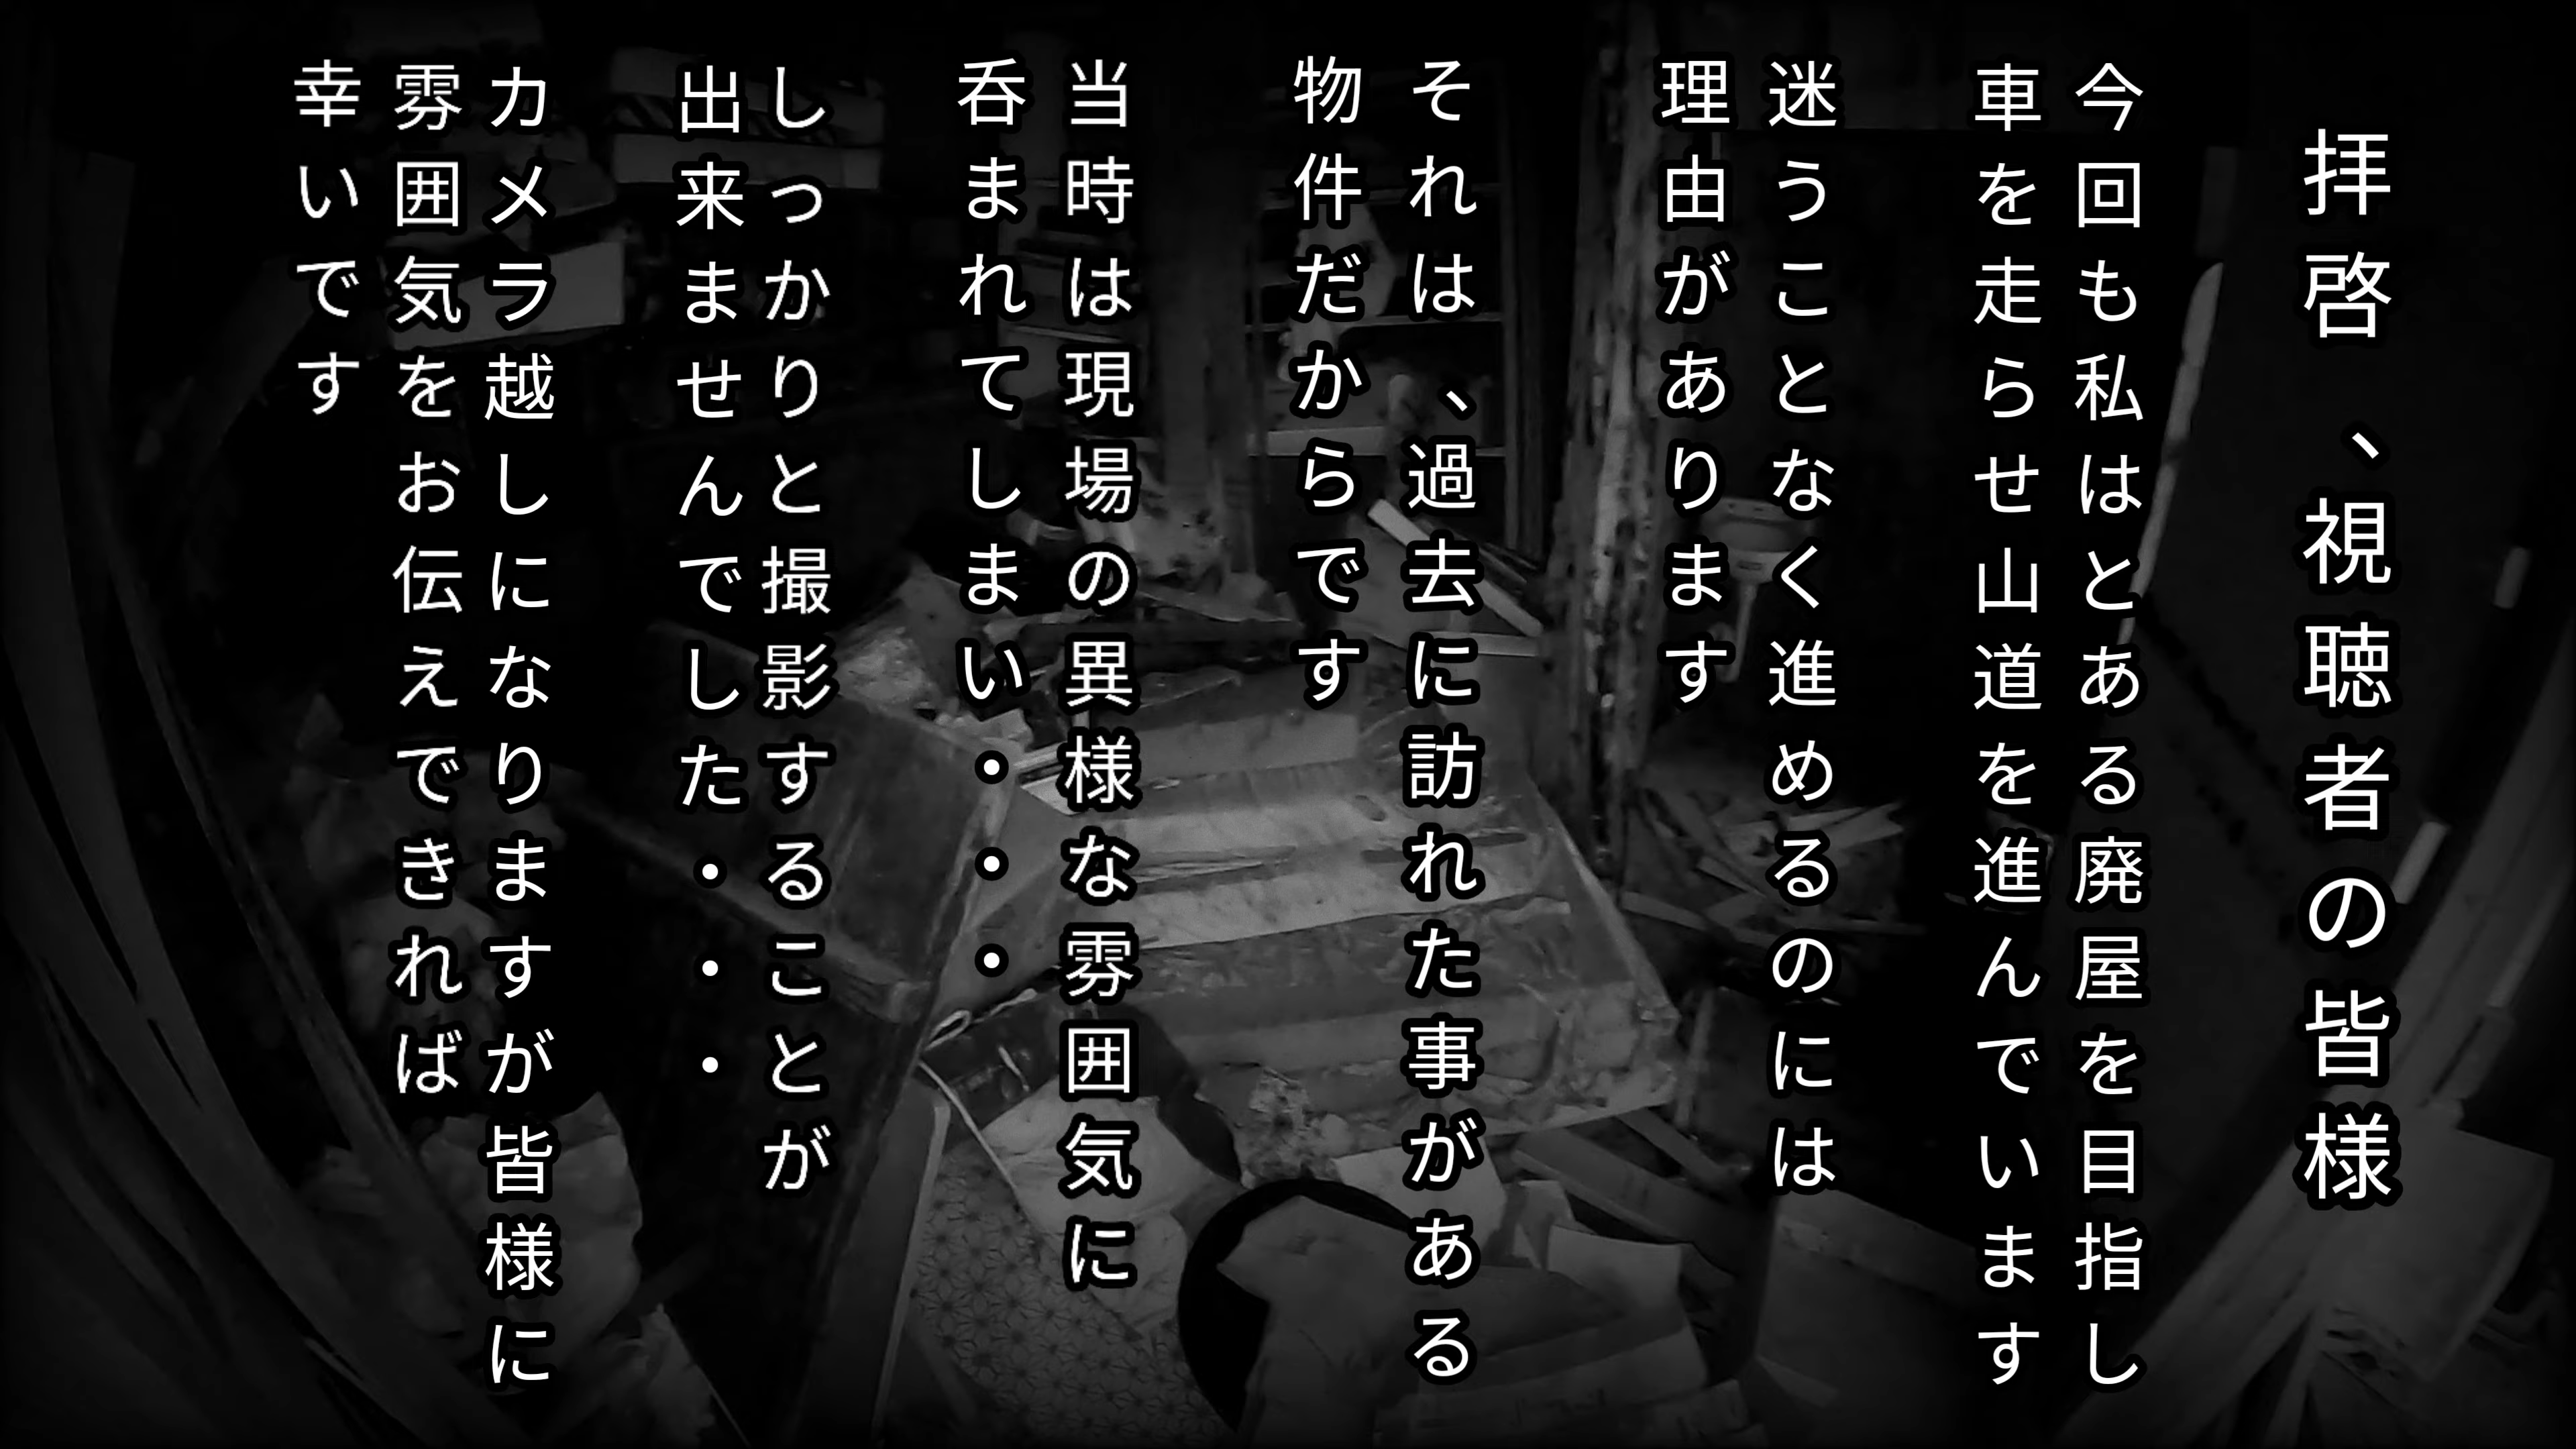 拝啓、視聴者の皆様
今回も私はとある廃屋を目指し
車を走らせ山道を進んでいます
迷うことなく進めるのには
理由があります
それは、過去に訪れた事がある
物件だからです
当時は現場の異様な雰囲気に
呑まれてしまい・・・
しっかりと撮影することが
出来ませんでした・・・
カメラ越しになりますが皆様に
雰囲気をお伝えできれば
幸いです